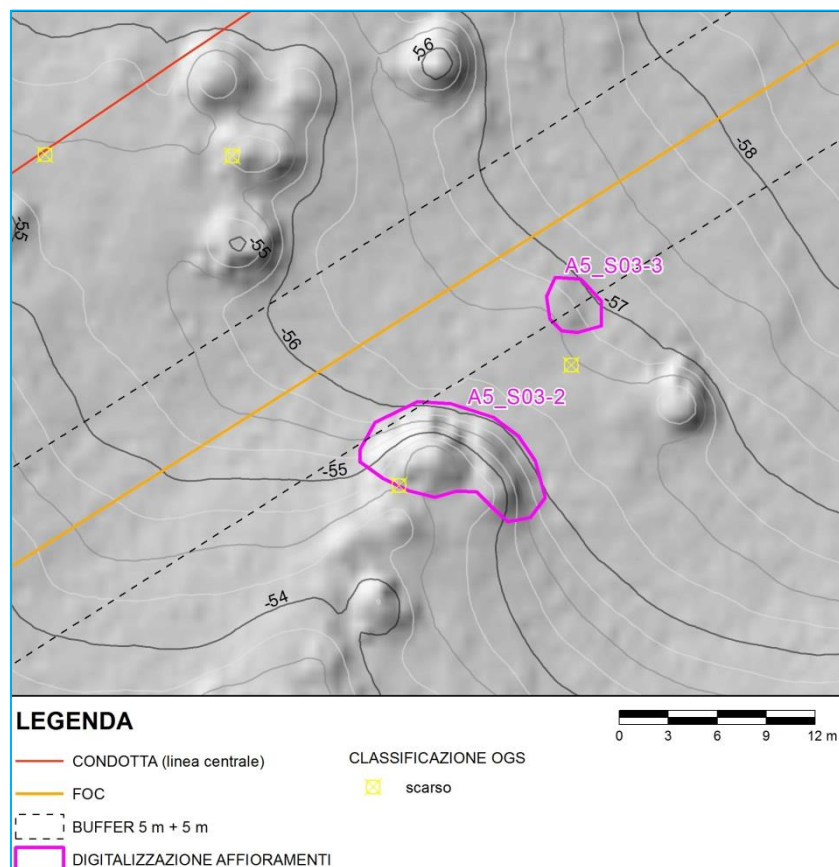 -56
-58
-55
-55
A5_S03-3
-57
-56
A5_S03-2
-55
-54
LEGENDA
0 3 6 9 12 m
CONDOTTA (linea centrale)
CLASSIFICAZIONE OGS
FOC
scarso
BUFFER 5 m + 5 m
DIGITALIZZAZIONE AFFIORAMENTI